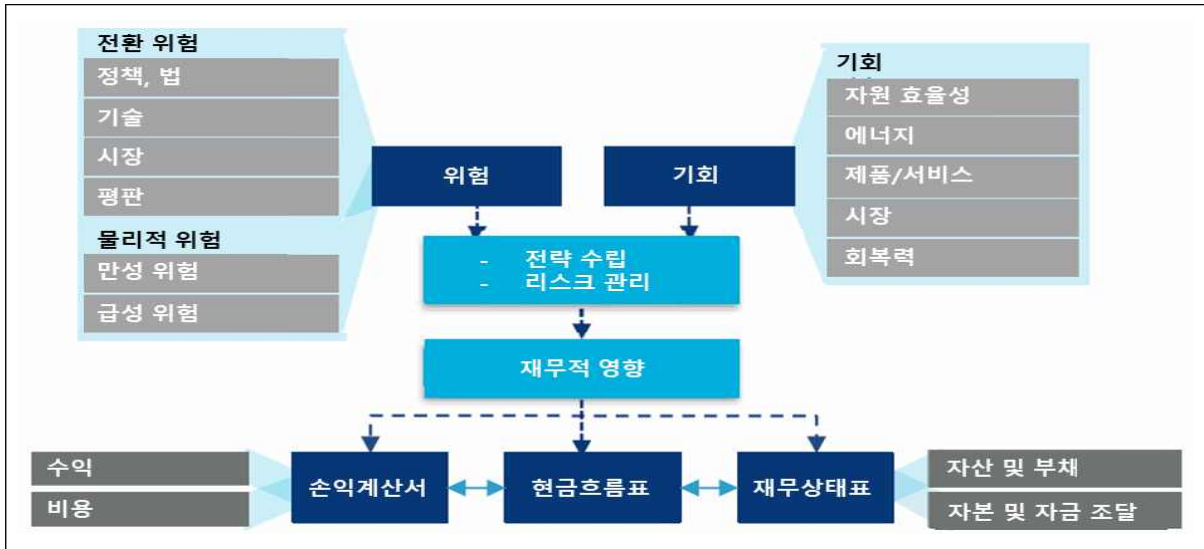 전환 위험
정책, 법
기술
시장
평판
물리적 위험
만성 위험
급성 위험
위험
기회
기회
자원 효율성
에너지
제품/서비스
시장
회복력
- 전략 수립
- 리스크 관리
재무적 영향
수익
비용
손익계산서
현금흐름표
재무상태표
자산 및 부채
자본 및 자금 조달